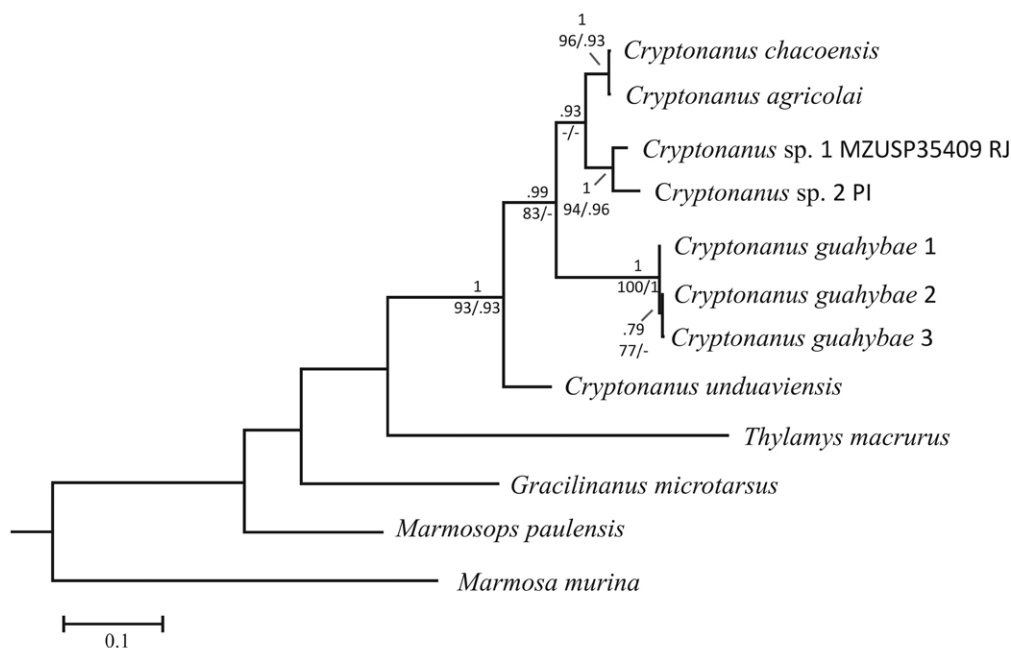 1
96/.93
Cryptonanus chacoensis
Cryptonanus agricolai
.93
-/-
Cryptonanus sp. 1 MZUSP35409 RJ
1
94/.96
Cryptonanus sp. 2 PI
.99
83/-
Cryptonanus guahybae 1
1
100/1
Cryptonanus guahybae 2
.79
77/-
Cryptonanus guahybae 3
1
93/.93
Cryptonanus unduaviensis
Thylamys macrurus
Gracilinanus microtarsus
Marmosops paulensis
Marmosa murina
0.1